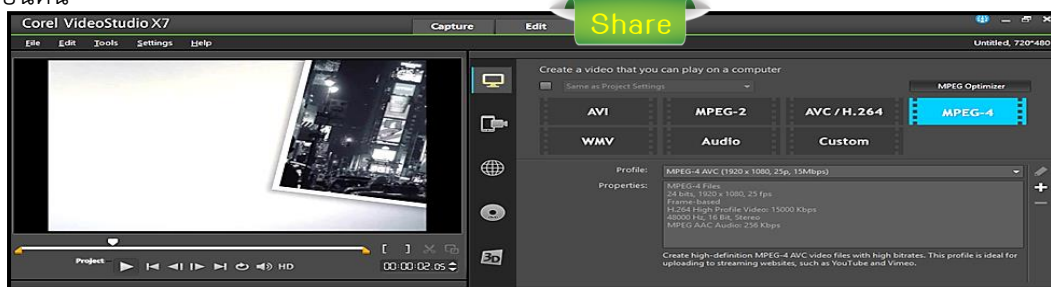 Corel VideoStudio X7
Capture
Edit
Share
File Edit Tools Settings Help
Untitled, 720*480
Create a video that you can play on a computer
Same as Project Settings
MPEG Optimizer
AVI
MPEG-2
AVC/H.264
MPEG-4
WMV
Audio
Custom
Profile:
MPEG-4 AVC (1920 x 1080, 25p, 15Mbps)
Properties:
MPEG-4 Files
24 bits, 1920 x 1080, 25 fps
Frame-based
H.264 High Profile Video: 15000 Kbps
48000 Hz, 16 Bit, Stereo
MPEG AAC Audio: 256 Kbps
Create high-definition MPEG-4 AVC video files with high bitrates. This profile is ideal for
uploading to streaming websites, such as YouTube and Vimeo.
3D
Project
HD
[ ]
00:00:02.05